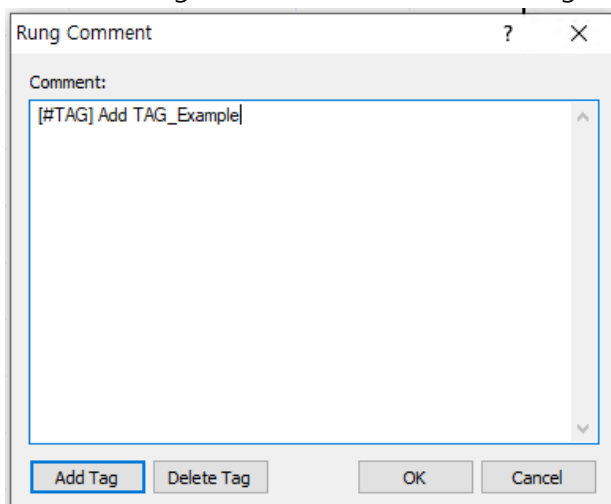 Rung Comment ? ×
Comment:
[#TAG] Add TAG_Example
Add Tag Delete Tag OK Cancel